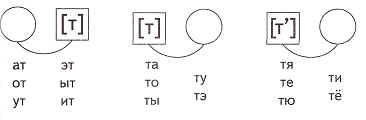 [т] [т] [т']
ат эт та тя
от ыт то ту те ти
ут ит ты тэ тю тё